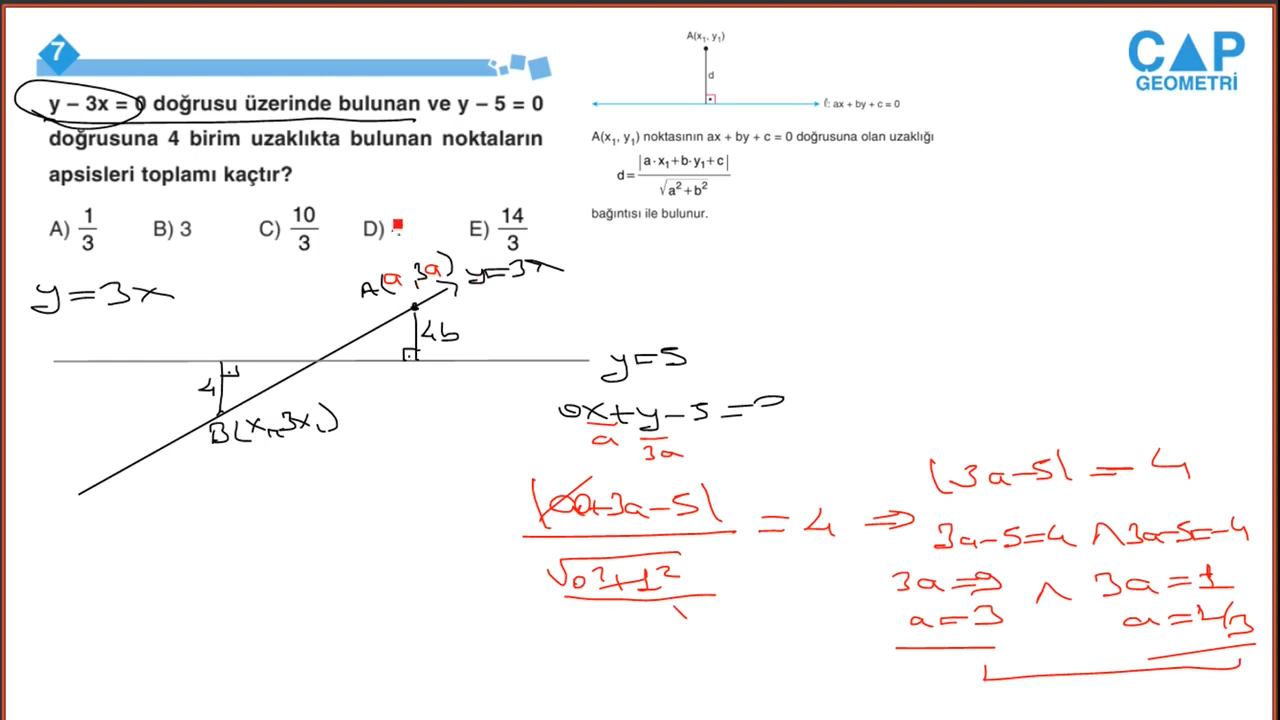 7
y – 3x = 0 doğrusu üzerinde bulunan ve y – 5 = 0
doğrusuna 4 birim uzaklıkta bulunan noktaların
apsisleri toplamı kaçtır?
A) 1/3 B) 3 C) 10/3 D) E) 14/3
A(x₁, y₁)
d
ℓ: ax + by + c = 0
A(x₁, y₁) noktasının ax + by + c = 0 doğrusuna olan uzaklığı
d = |a·x₁+b·y₁+c| / √a²+b²
bağıntısı ile bulunur.
CAP
GEOMETRİ
y = 3x
A(a, 3a)
y = 3x
4b
4
B(x₁, 3x₁)
y = 5
0x + y – 5 = 0
a 3a
|0a+3a–5| / √0²+1² = 4 ⇒
1
|3a–5| = 4
3a–5=4 ∧ 3a–5=–4
3a = 9 ∧ 3a = 1
a = 3 a = 1/3